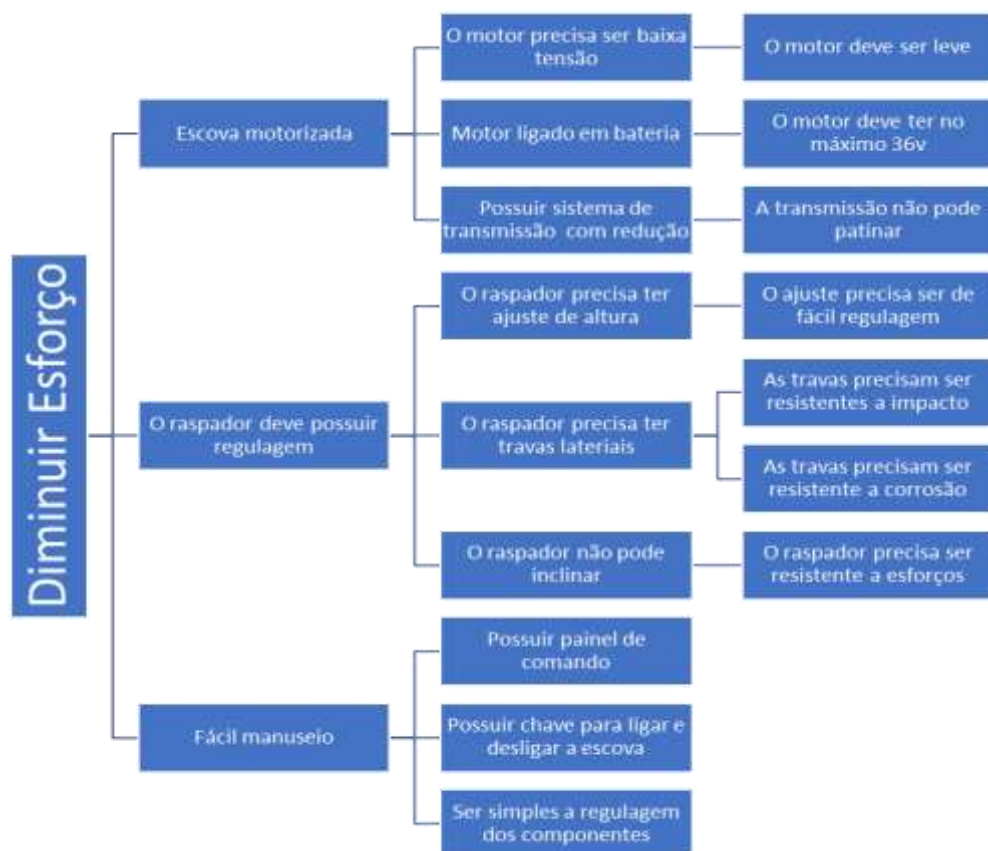 Diminuir Esforço
Escova motorizada
O motor precisa ser baixa
tensão
O motor deve ser leve
Motor ligado em bateria
O motor deve ter no
máximo 36v
Possuir sistema de
transmissão com redução
A transmissão não pode
patinar
O raspador deve possuir
regulagem
O raspador precisa ter
ajuste de altura
O ajuste precisa ser de
fácil regulagem
O raspador precisa ter
travas lateriais
As travas precisam ser
resistentes a impacto
As travas precisam ser
resistente a corrosão
O raspador não pode
inclinar
O raspador precisa ser
resistente a esforços
Fácil manuseio
Possuir painel de
comando
Possuir chave para ligar e
desligar a escova
Ser simples a regulagem
dos componentes